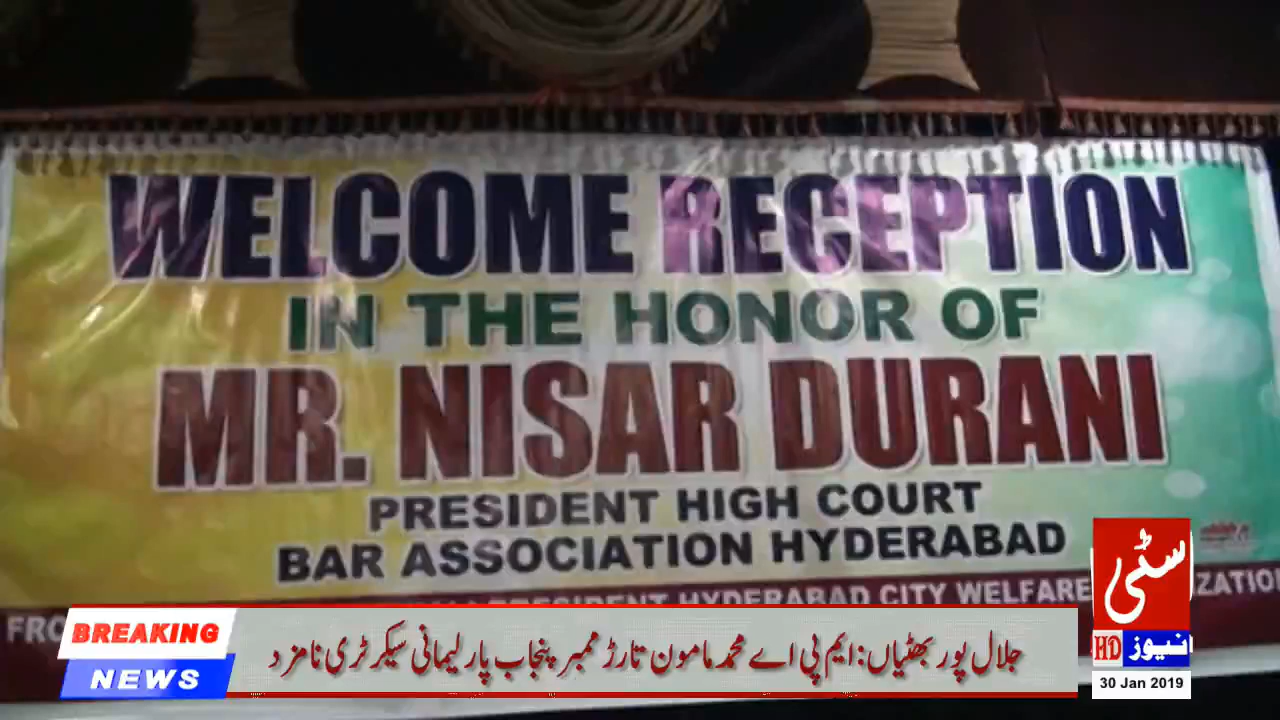 WELCOME RECEPTION
IN THE HONOR OF
MR. NISAR DURANI
PRESIDENT HIGH COURT
BAR ASSOCIATION HYDERABAD
PRESIDENT HYDERABAD CITY WELFARE
BREAKING
NEWS
جلال پور بھٹیاں: ایم پی اے محمد مامون تارڑ ممبر پنجاب پارلیمانی سیکرٹری نامزد
سٹی
HD نیوز
30 Jan 2019